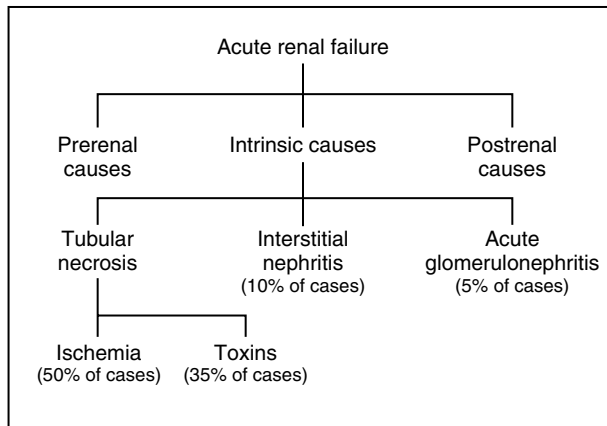 Acute renal failure
Prerenal
causes
Intrinsic causes
Postrenal
causes
Tubular
necrosis
Interstitial
nephritis
(10% of cases)
Acute
glomerulonephritis
(5% of cases)
Ischemia
(50% of cases)
Toxins
(35% of cases)